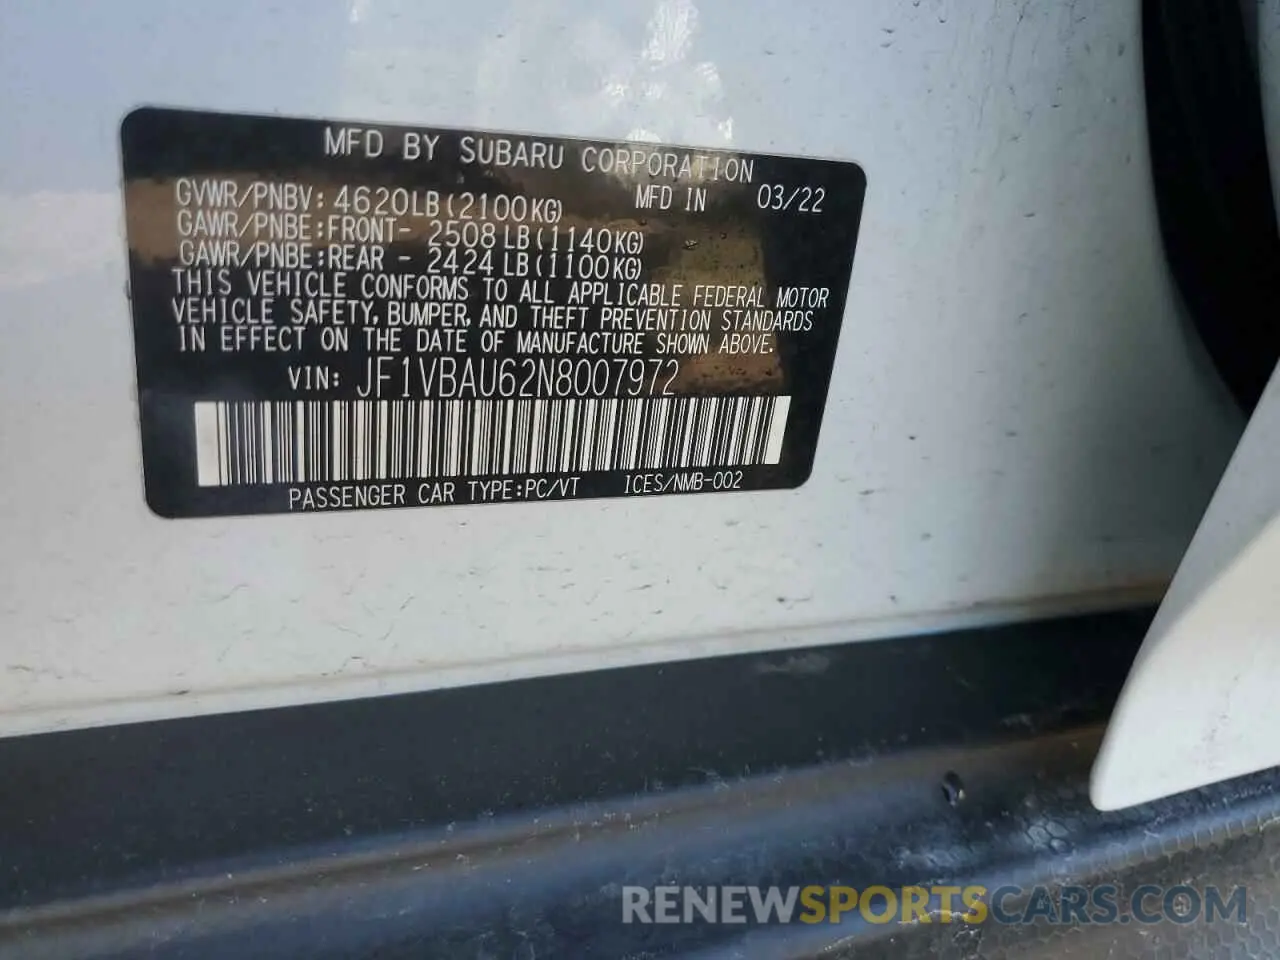 MFD BY SUBARU CORPORATION
GVWR/PNBV: 4620LB(2100KG) MFD IN 03/22
GAWR/PNBE:FRONT- 2508 LB(1140KG)
GAWR/PNBE:REAR - 2424 LB(1100KG)
THIS VEHICLE CONFORMS TO ALL APPLICABLE FEDERAL MOTOR
VEHICLE SAFETY, BUMPER, AND THEFT PREVENTION STANDARDS
IN EFFECT ON THE DATE OF MANUFACTURE SHOWN ABOVE.
VIN: JF1VBAU62N8007972
PASSENGER CAR TYPE:PC/VT ICES/NMB-002
RENEWSPORTSCARS.COM